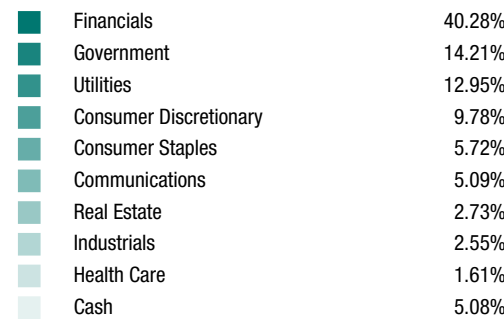 Financials 40.28%
Government 14.21%
Utilities 12.95%
Consumer Discretionary 9.78%
Consumer Staples 5.72%
Communications 5.09%
Real Estate 2.73%
Industrials 2.55%
Health Care 1.61%
Cash 5.08%